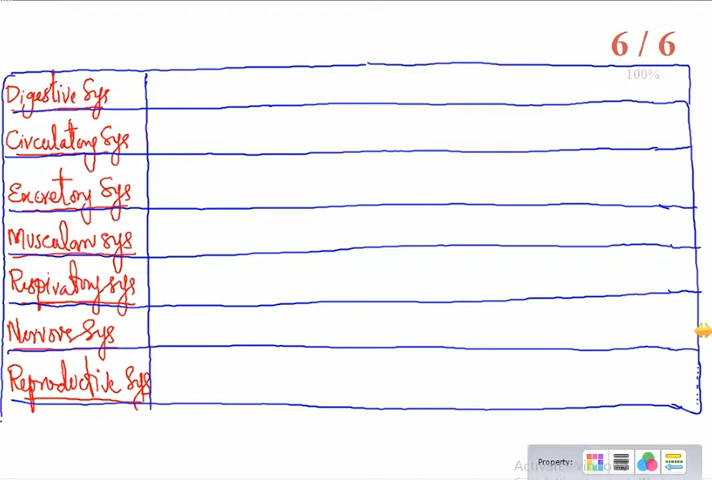 6 / 6
100%
Digestive Sys
Circulatory Sys
Excretory Sys
Muscular sys
Respiratory sys
Nervous Sys
Reproductive Sys
Property: